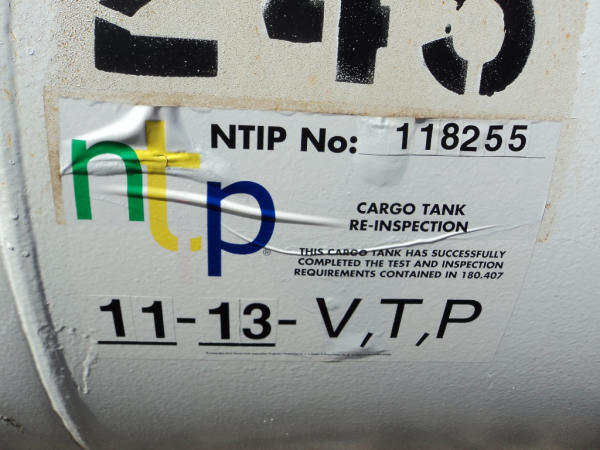 245
ntp®
NTIP No: 118255
CARGO TANK
RE-INSPECTION
THIS CARGO TANK HAS SUCCESSFULLY
COMPLETED THE TEST AND INSPECTION
REQUIREMENTS CONTAINED IN 180.407
11-13- V,T,P